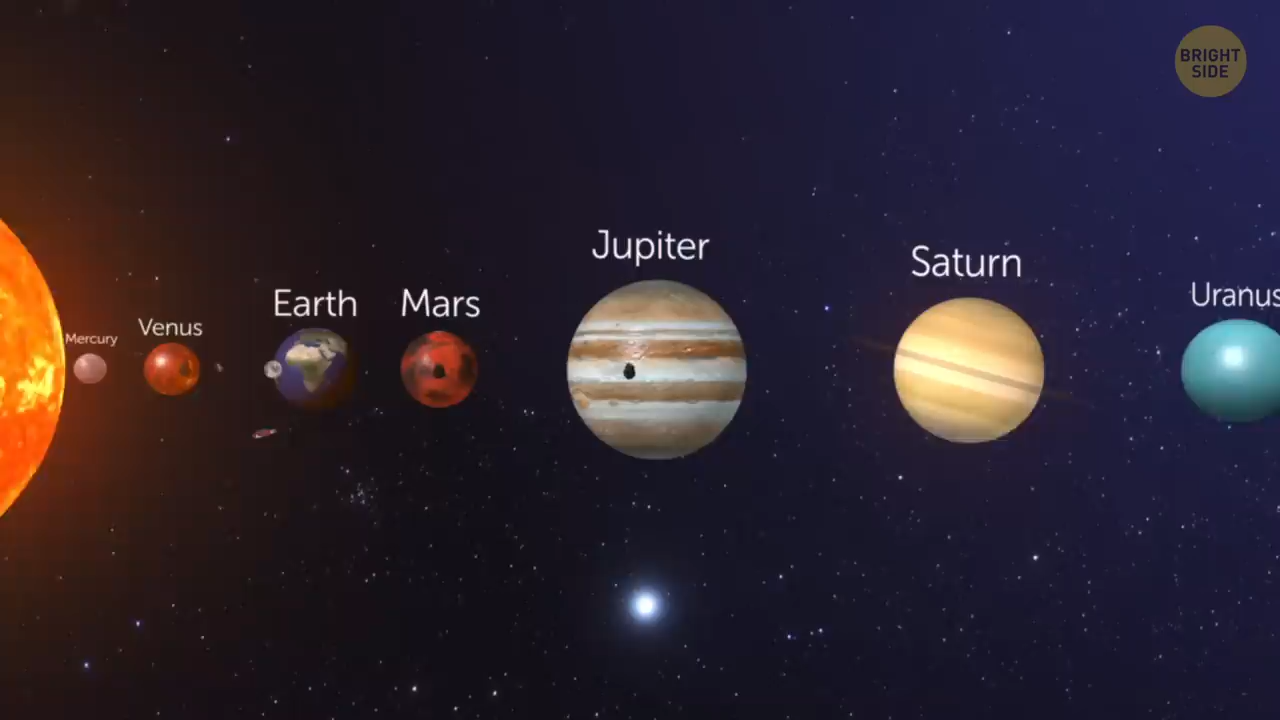 BRIGHT
SIDE
Mercury
Venus
Earth
Mars
Jupiter
Saturn
Uranus